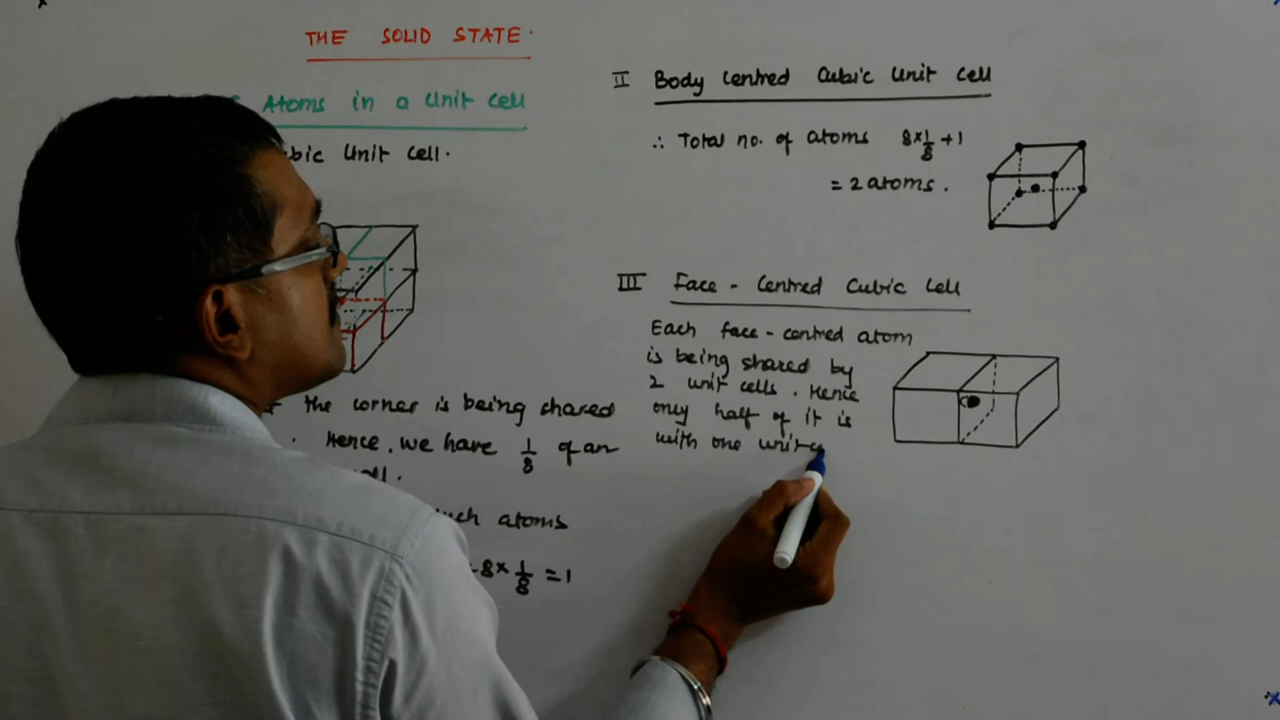 THE SOLID STATE.
Atoms in a Unit Cell
bic Unit Cell.
the corner is being shared
. Hence, we have 1/8 of an
cell.
such atoms
8×1/8 = 1
II Body Centred Cubic Unit Cell
∴ Total no. of atoms 8×1/8+1
= 2 atoms.
III Face - Centred Cubic Cell
Each face-centred atom
is being shared by
2 unit cells. Hence
only half of it is
with one unit